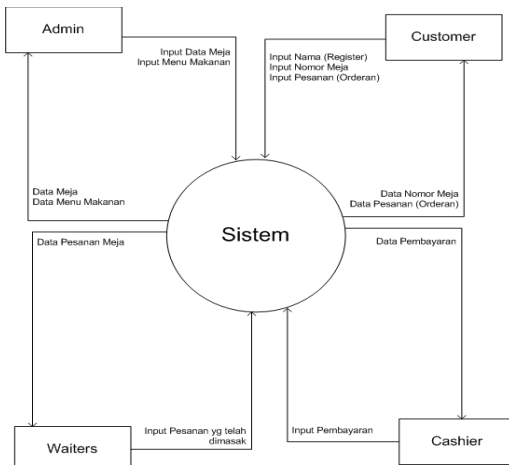 Admin
Customer
Input Data Meja
Input Menu Makanan
Input Nama (Register)
Input Nomor Meja
Input Pesanan (Orderan)
Data Meja
Data Menu Makanan
Data Nomor Meja
Data Pesanan (Orderan)
Sistem
Data Pesanan Meja
Data Pembayaran
Input Pesanan yg telah
dimasak
Input Pembayaran
Waiters
Cashier